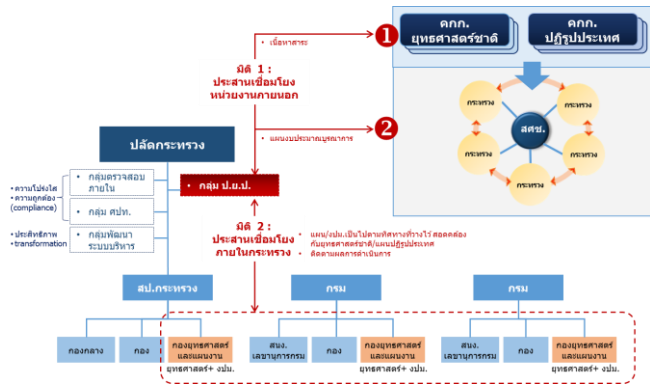 คกก.
ยุทธศาสตร์ชาติ
คกก.
ปฏิรูปประเทศ
1
• เนื้อหาสาระ
มิติ 1 :
ประสานเชื่อมโยง
หน่วยงานภายนอก
2
• แผนงบประมาณบูรณาการ
กระทรวง
กระทรวง
กระทรวง
กระทรวง
กระทรวง
สศช.
ปลัดกระทรวง
• กลุ่มตรวจสอบ
ภายใน
• กลุ่ม ศปท.
• กลุ่มพัฒนา
ระบบบริหาร
• ความโปร่งใส
• ความถูกต้อง
(compliance)
• ประสิทธิภาพ
• transformation
• กลุ่ม ป.ย.ป.
มิติ 2 :
ประสานเชื่อมโยง
ภายในกระทรวง
• แผน/งปม.เป็นไปตามทิศทางที่วางไว้ สอดคล้อง
กับยุทธศาสตร์ชาติ/แผนปฏิรูปประเทศ
• ติดตามผลการดำเนินการ
สป.กระทรวง
กรม
กรม
กองกลาง
กอง
กองยุทธศาสตร์
และแผนงาน
ยุทธศาสตร์+ งปม.
สนง.
เลขานุการกรม
กอง
กองยุทธศาสตร์
และแผนงาน
ยุทธศาสตร์+ งปม.
สนง.
เลขานุการกรม
กอง
กองยุทธศาสตร์
และแผนงาน
ยุทธศาสตร์+ งปม.